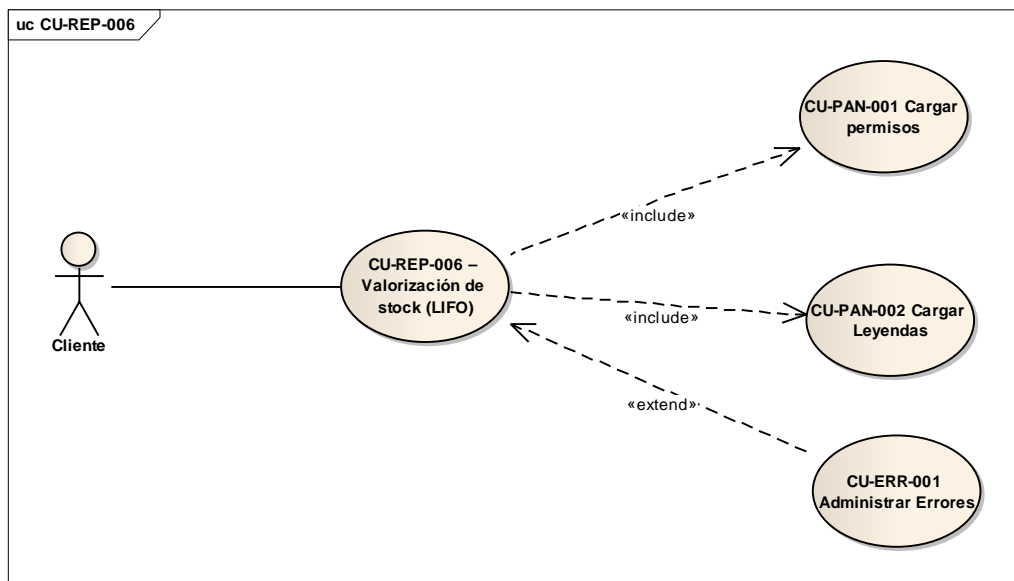 uc CU-REP-006
CU-PAN-001 Cargar
permisos
«include»
CU-REP-006 –
Valorización de
stock (LIFO)
Cliente
CU-PAN-002 Cargar
Leyendas
«include»
«extend»
CU-ERR-001
Administrar Errores